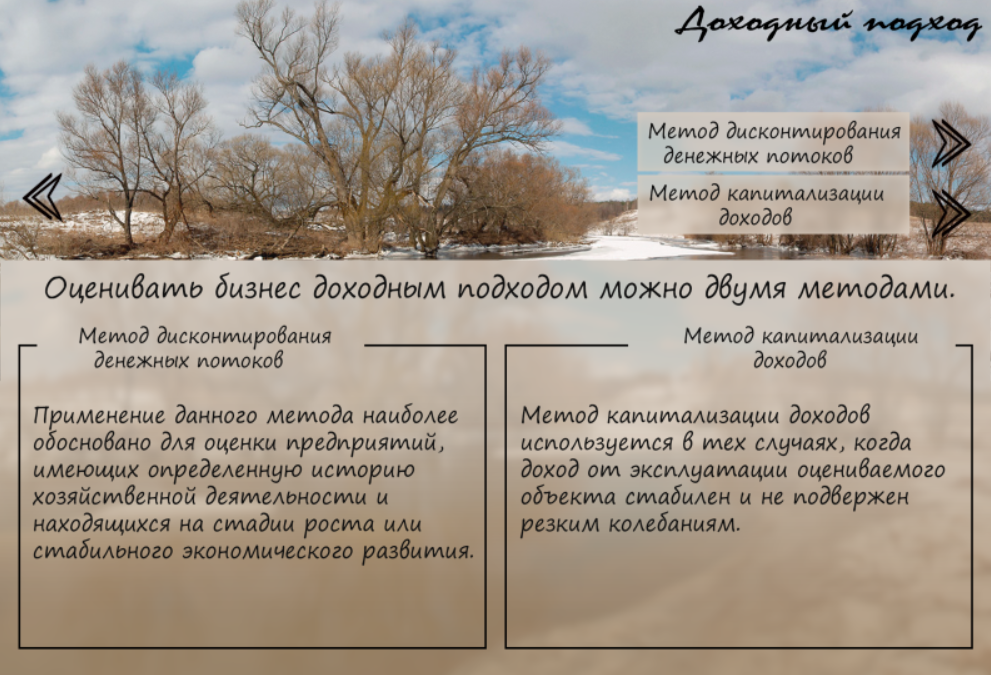 Доходный подход
Метод дисконтирования
денежных потоков
Метод капитализации
доходов
Оценивать бизнес доходным подходом можно двумя методами.
Метод дисконтирования
денежных потоков
Применение данного метода наиболее
обосновано для оценки предприятий,
имеющих определенную историю
хозяйственной деятельности и
находящихся на стадии роста или
стабильного экономического развития.
Метод капитализации
доходов
Метод капитализации доходов
используется в тех случаях, когда
доход от эксплуатации оцениваемого
объекта стабилен и не подвержен
резким колебаниям.